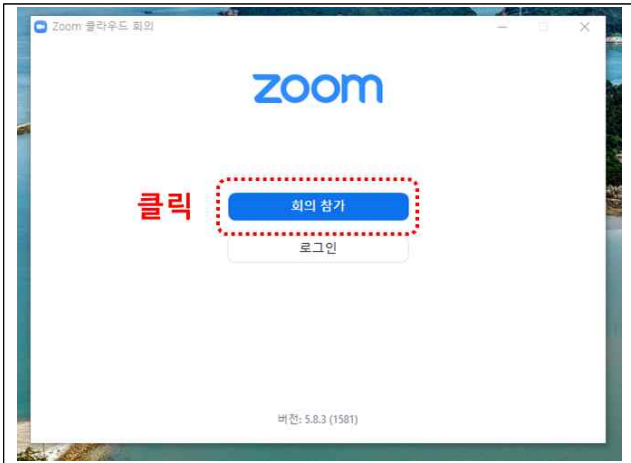 Zoom 클라우드 회의
zoom
클릭
회의 참가
로그인
버전: 5.8.3 (1581)